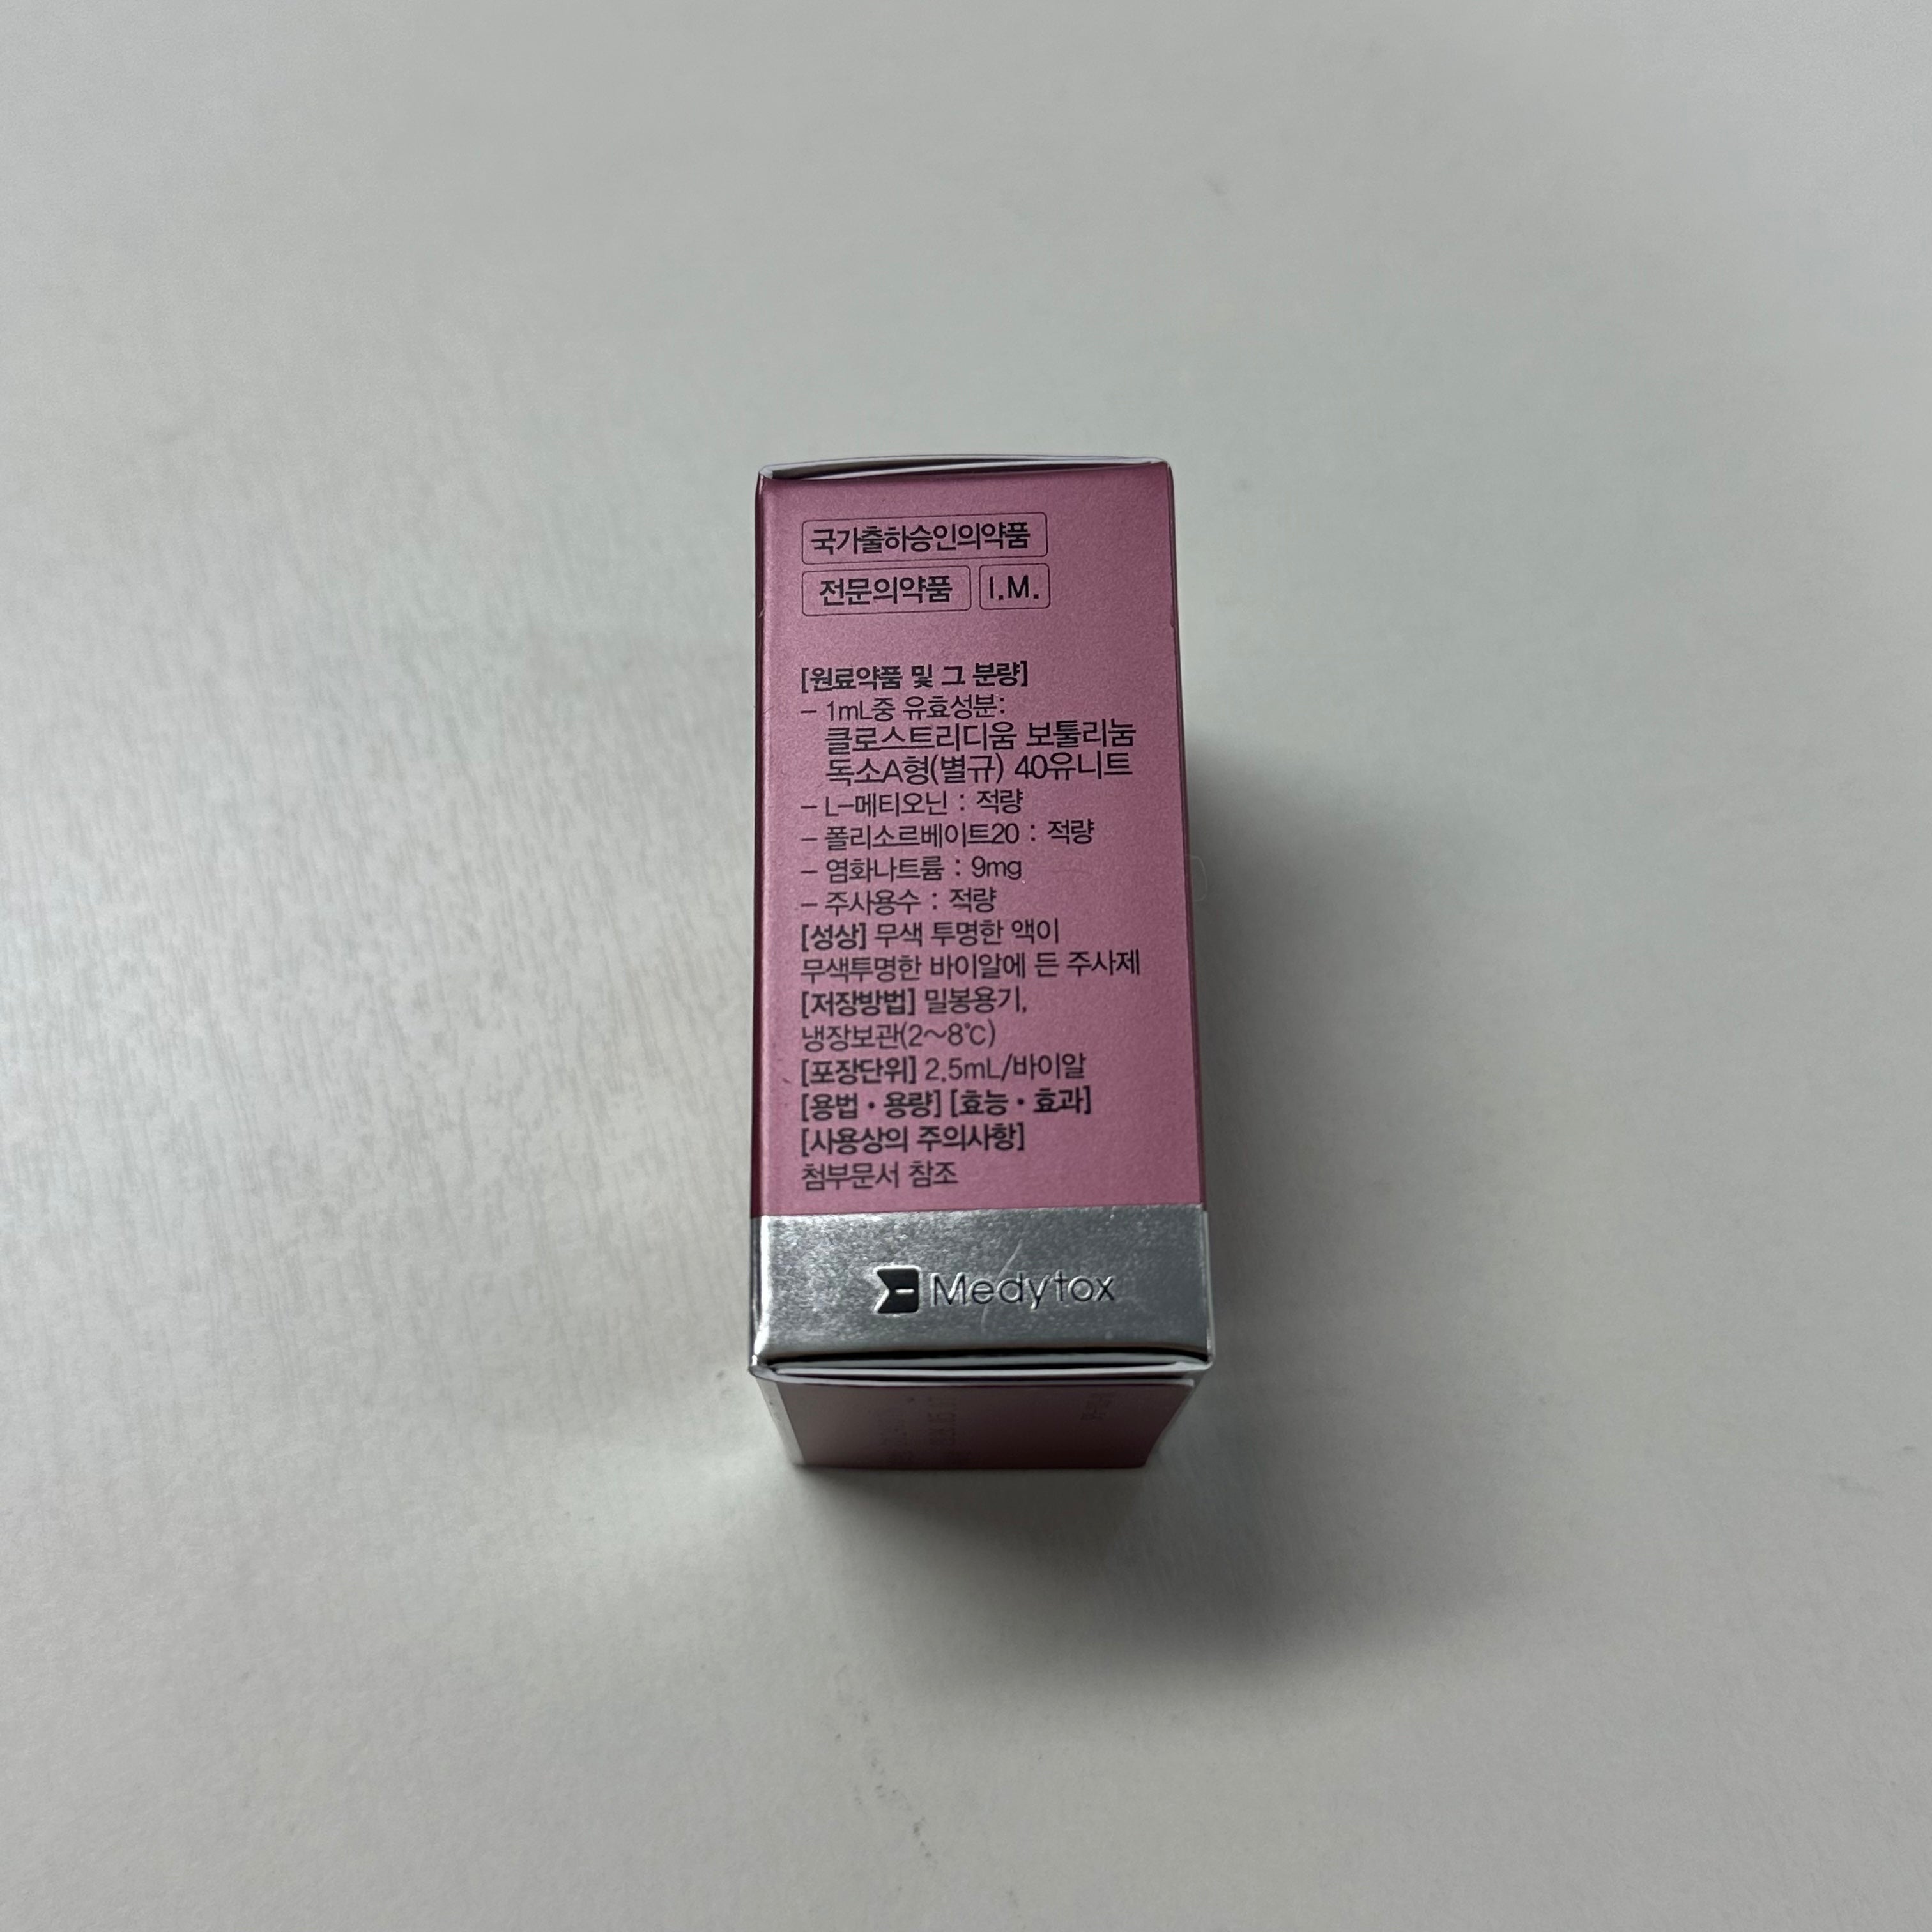 국가출하승인의약품
전문의약품 I.M.
[원료약품 및 그 분량]
– 1mL중 유효성분:
클로스트리디움 보툴리눔
독소A형(별규) 40유니트
– L-메티오닌 : 적량
– 폴리소르베이트20 : 적량
– 염화나트륨 : 9mg
– 주사용수 : 적량
[성상] 무색 투명한 액이
무색투명한 바이알에 든 주사제
[저장방법] 밀봉용기,
냉장보관(2~8℃)
[포장단위] 2.5mL/바이알
[용법・용량] [효능・효과]
[사용상의 주의사항]
첨부문서 참조
Medytox